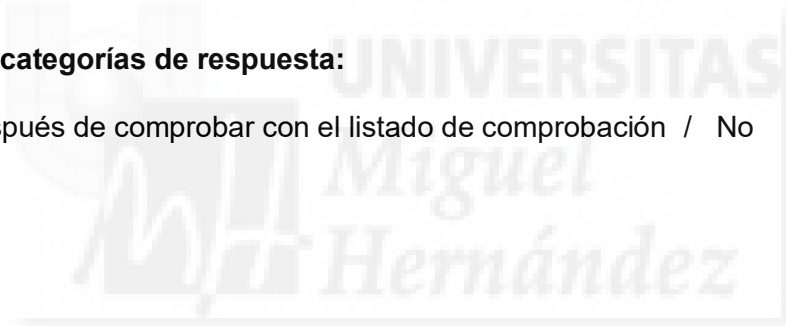 categorías de respuesta:
UNIVERSITAS
spués de comprobar con el listado de comprobación / No
Miguel
Hernández